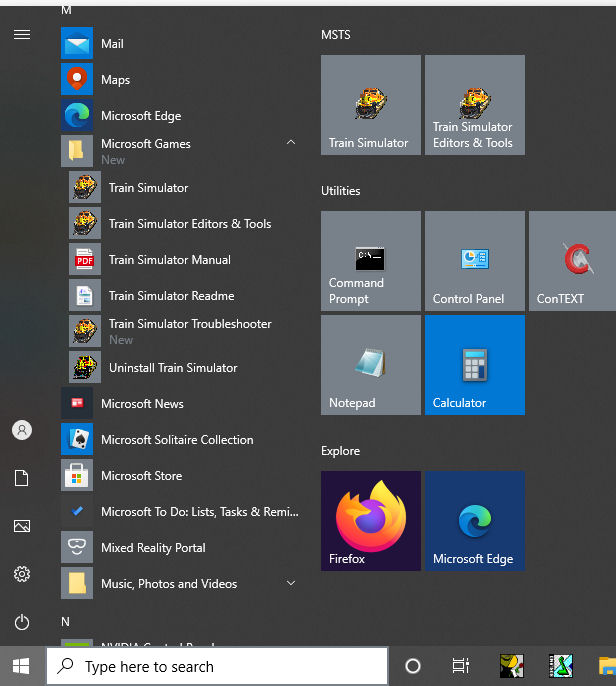 M
Mail
Maps
Microsoft Edge
Microsoft Games
New
Train Simulator
Train Simulator Editors & Tools
Train Simulator Manual
Train Simulator Readme
Train Simulator Troubleshooter
New
Uninstall Train Simulator
Microsoft News
Microsoft Solitaire Collection
Microsoft Store
Microsoft To Do: Lists, Tasks & Remi...
Mixed Reality Portal
Music, Photos and Videos
N
MSTS
Train Simulator
Train Simulator
Editors & Tools
Utilities
Command
Prompt
Control Panel
ConTEXT
Notepad
Calculator
Explore
Firefox
Microsoft Edge
Type here to search